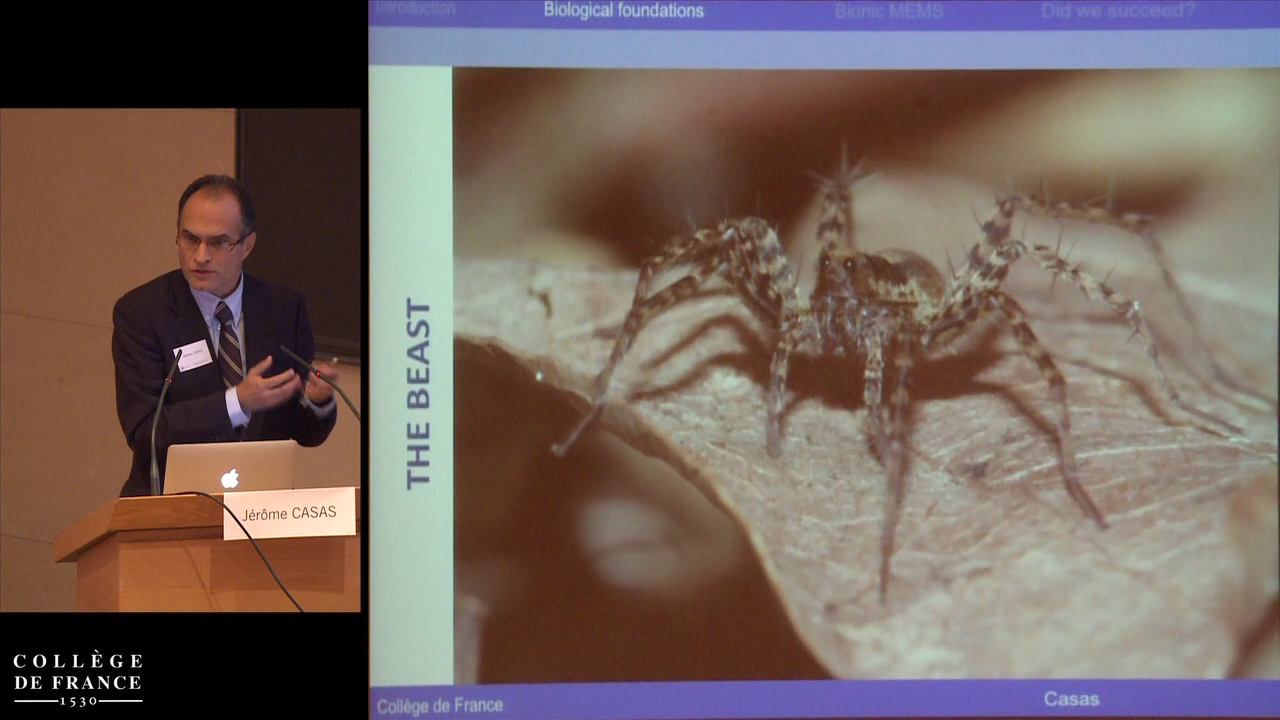 Introduction
Biological foundations
Bionic MEMS
Did we succeed?
THE BEAST
Jérôme CASAS
COLLÈGE
DE FRANCE
1530
Collège de France
Casas